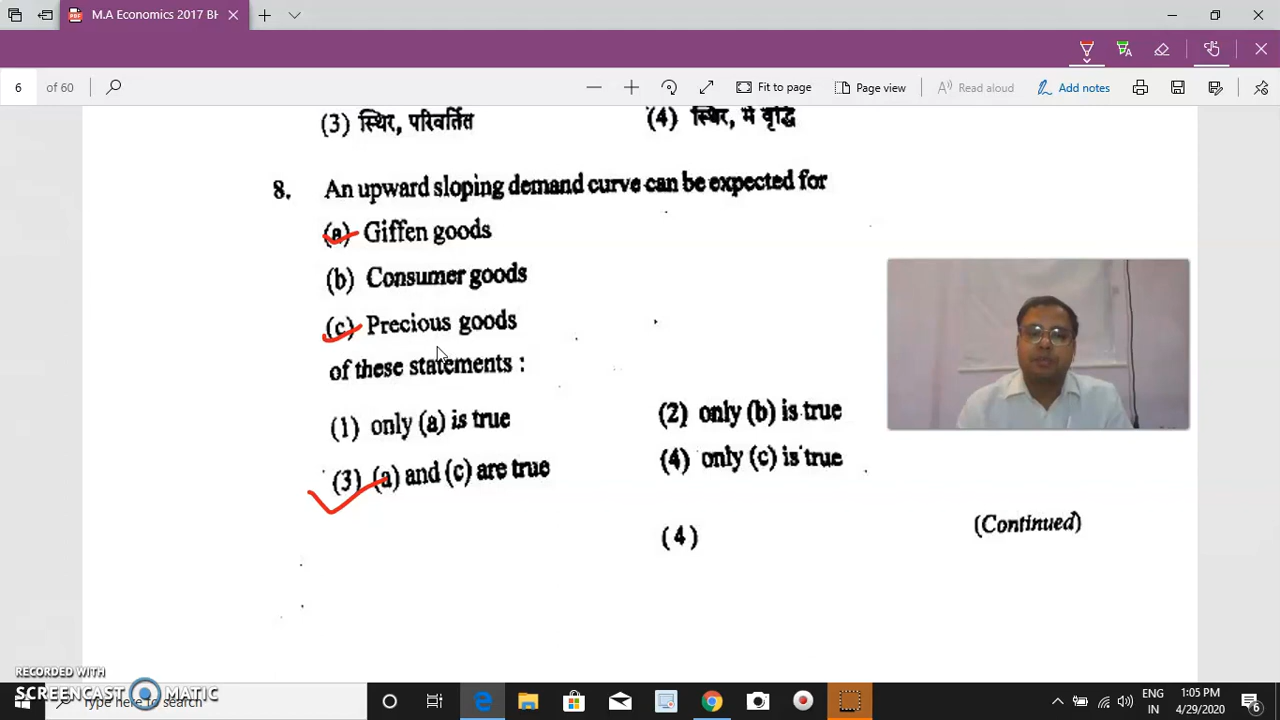 M.A Economics 2017 BH
6 of 60
Fit to page
Page view
Read aloud
Add notes
(3) स्थिर, परिवर्तित
(4) स्थिर, में वृद्धि
8. An upward sloping demand curve can be expected for
(a) Giffen goods
(b) Consumer goods
(c) Precious goods
of these statements :
(1) only (a) is true
(2) only (b) is true
(3) (a) and (c) are true
(4) only (c) is true
(4)
(Continued)
RECORDED WITH
SCREENCAST MATIC
Type here to search
ENG
IN
1:05 PM
4/29/2020
6